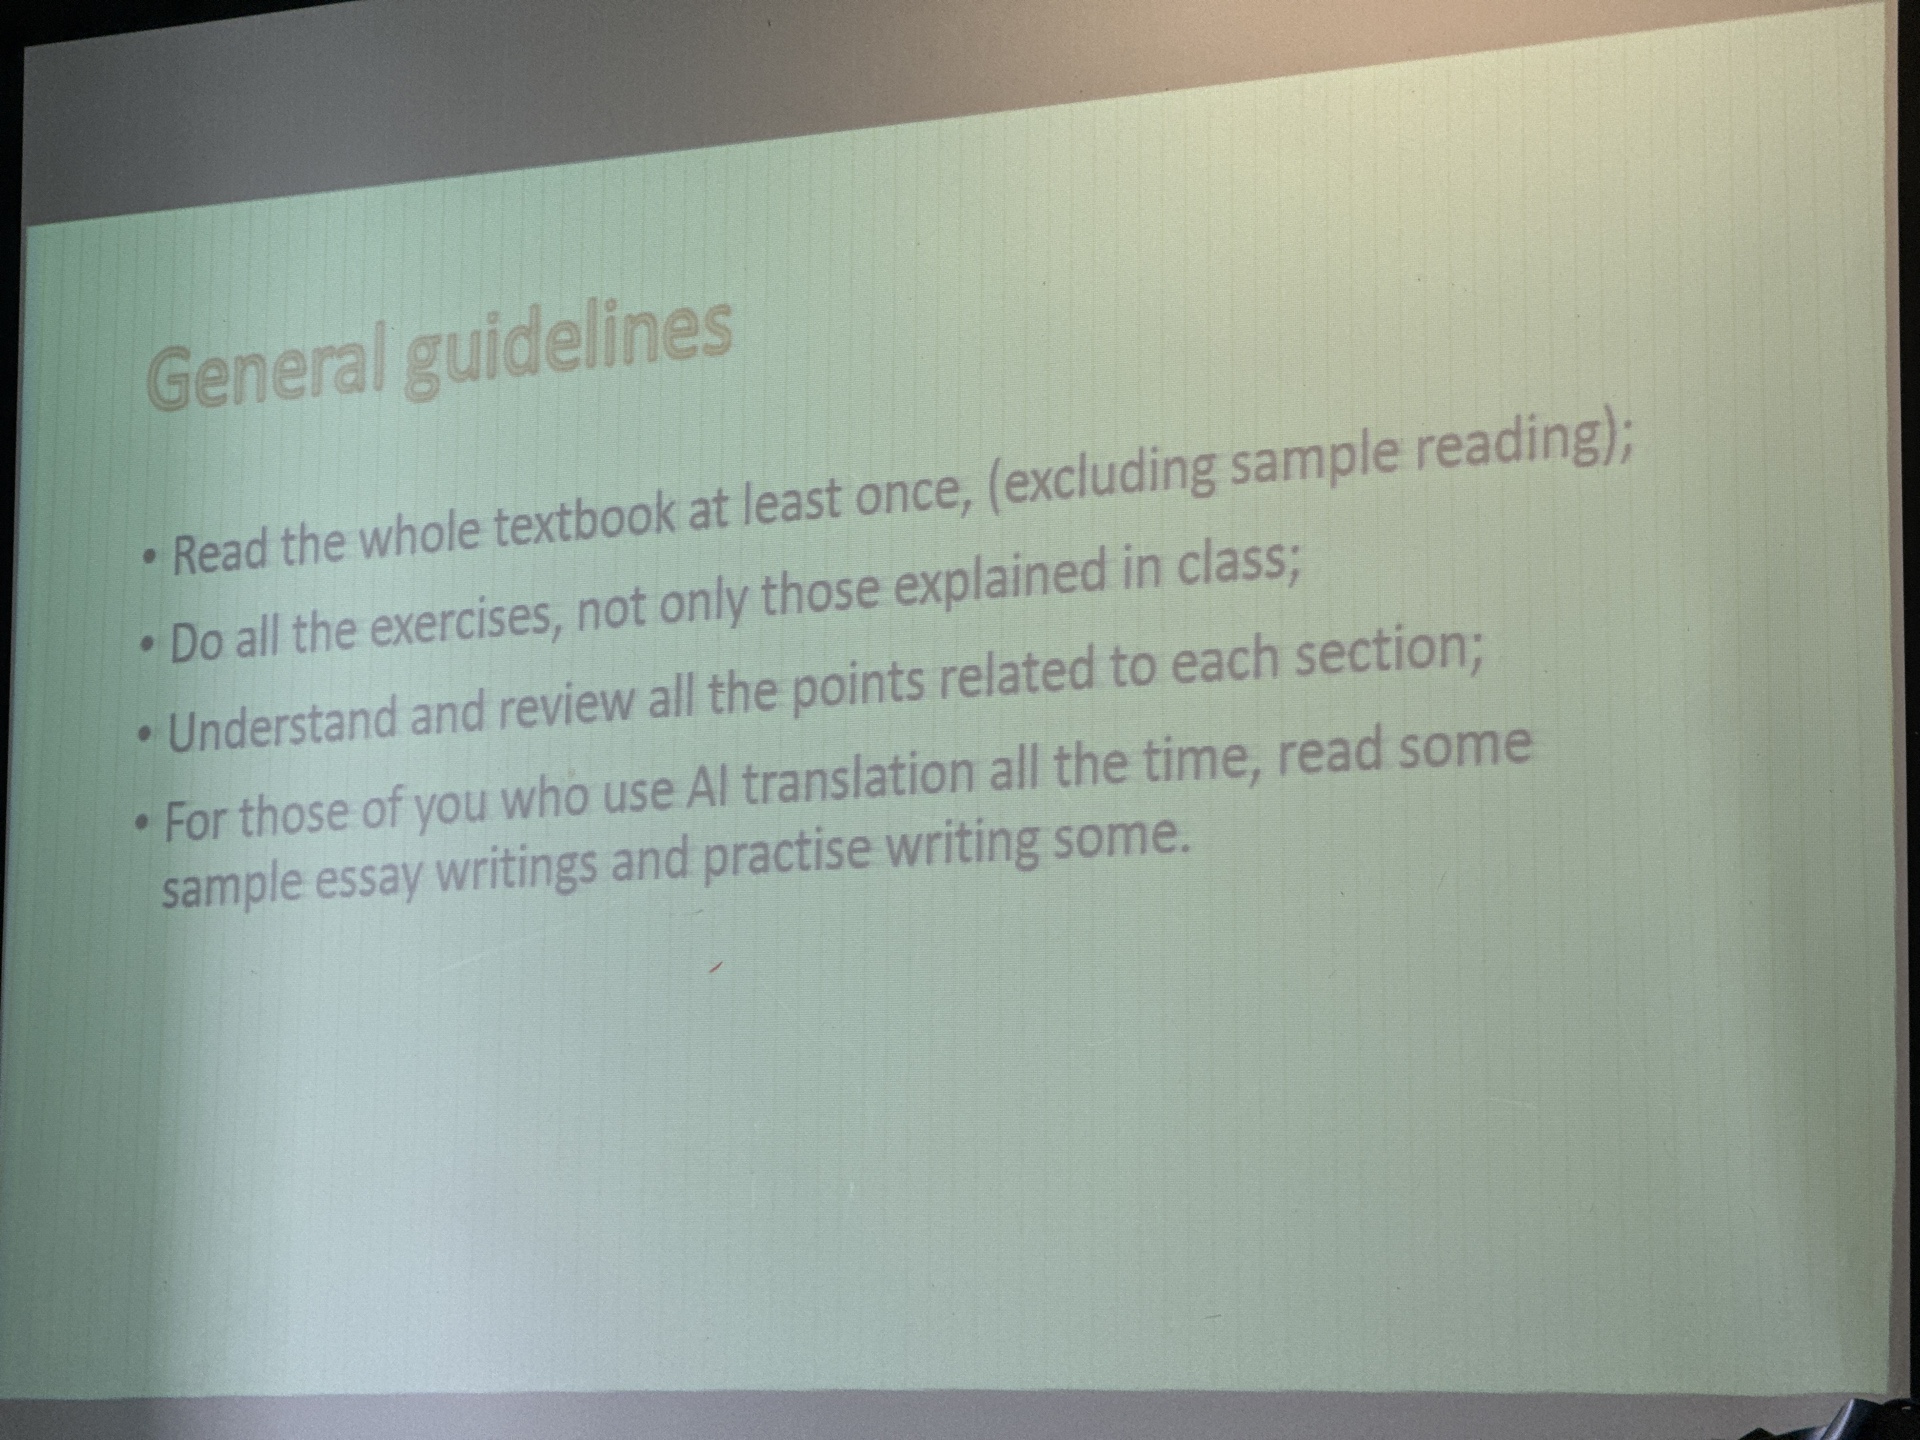 General guidelines
• Read the whole textbook at least once, (excluding sample reading);
• Do all the exercises, not only those explained in class;
• Understand and review all the points related to each section;
• For those of you who use AI translation all the time, read some
sample essay writings and practise writing some.